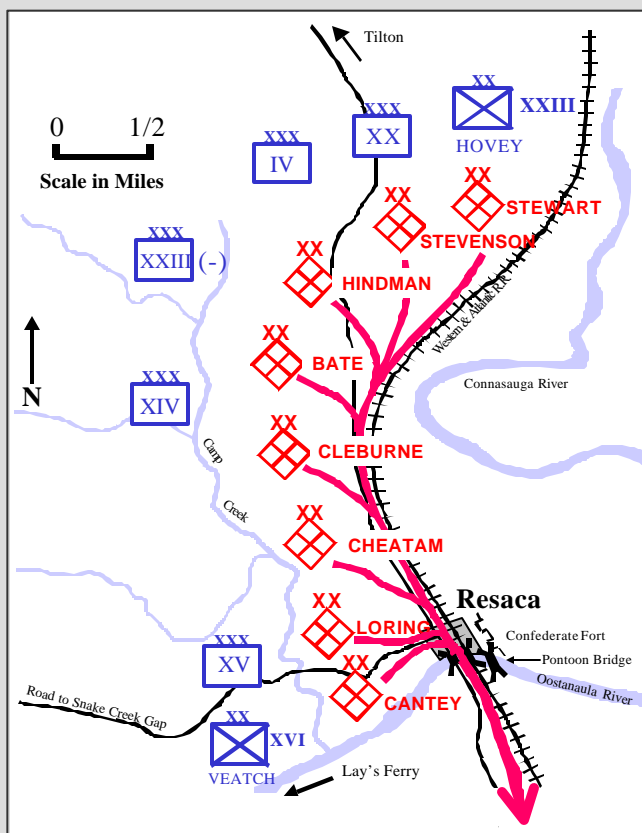 Tilton
XX
XXIII
HOVEY
XXX
XX
XXX
IV
0 1/2
Scale in Miles
XX
STEWART
XX
STEVENSON
XXX
XXIII (-)
XX
HINDMAN
Western & Atlantic R.R
N
XX
BATE
Connasauga River
XXX
XIV
XX
CLEBURNE
Camp
Creek
XX
CHEATAM
Resaca
XX
LORING
Confederate Fort
Pontoon Bridge
Oostanaula River
XXX
XV
XX
CANTEY
Road to Snake Creek Gap
XX
XVI
VEATCH
Lay's Ferry